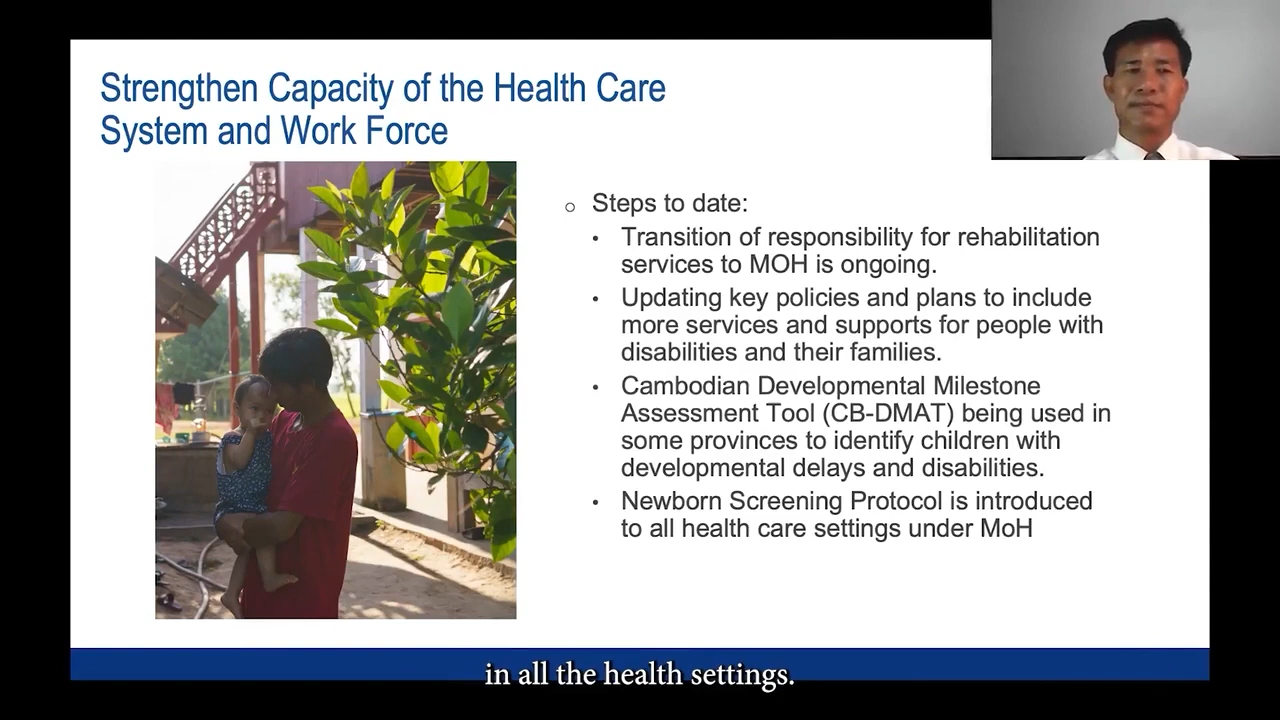 Strengthen Capacity of the Health Care
System and Work Force
Steps to date:
Transition of responsibility for rehabilitation
services to MOH is ongoing.
Updating key policies and plans to include
more services and supports for people with
disabilities and their families.
Cambodian Developmental Milestone
Assessment Tool (CB-DMAT) being used in
some provinces to identify children with
developmental delays and disabilities.
Newborn Screening Protocol is introduced
to all health care settings under MoH
in all the health settings.